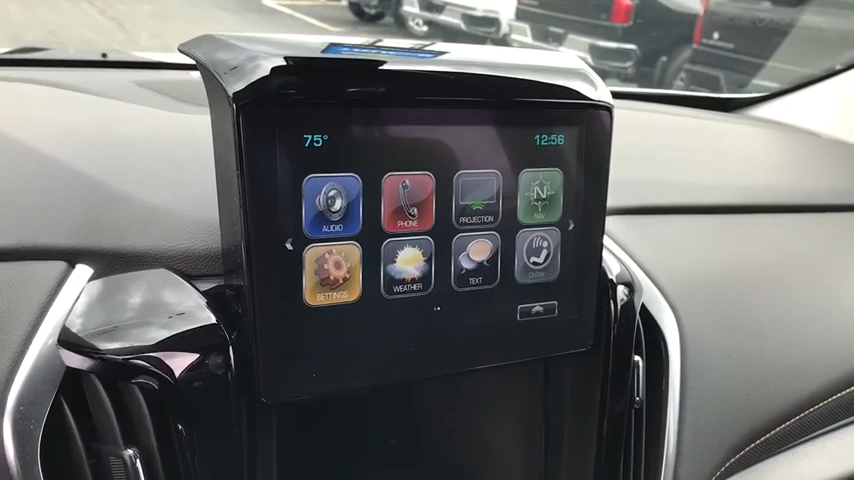 75° 12:56
AUDIO PHONE PROJECTION NAV
N
SETTINGS WEATHER TEXT OnStar